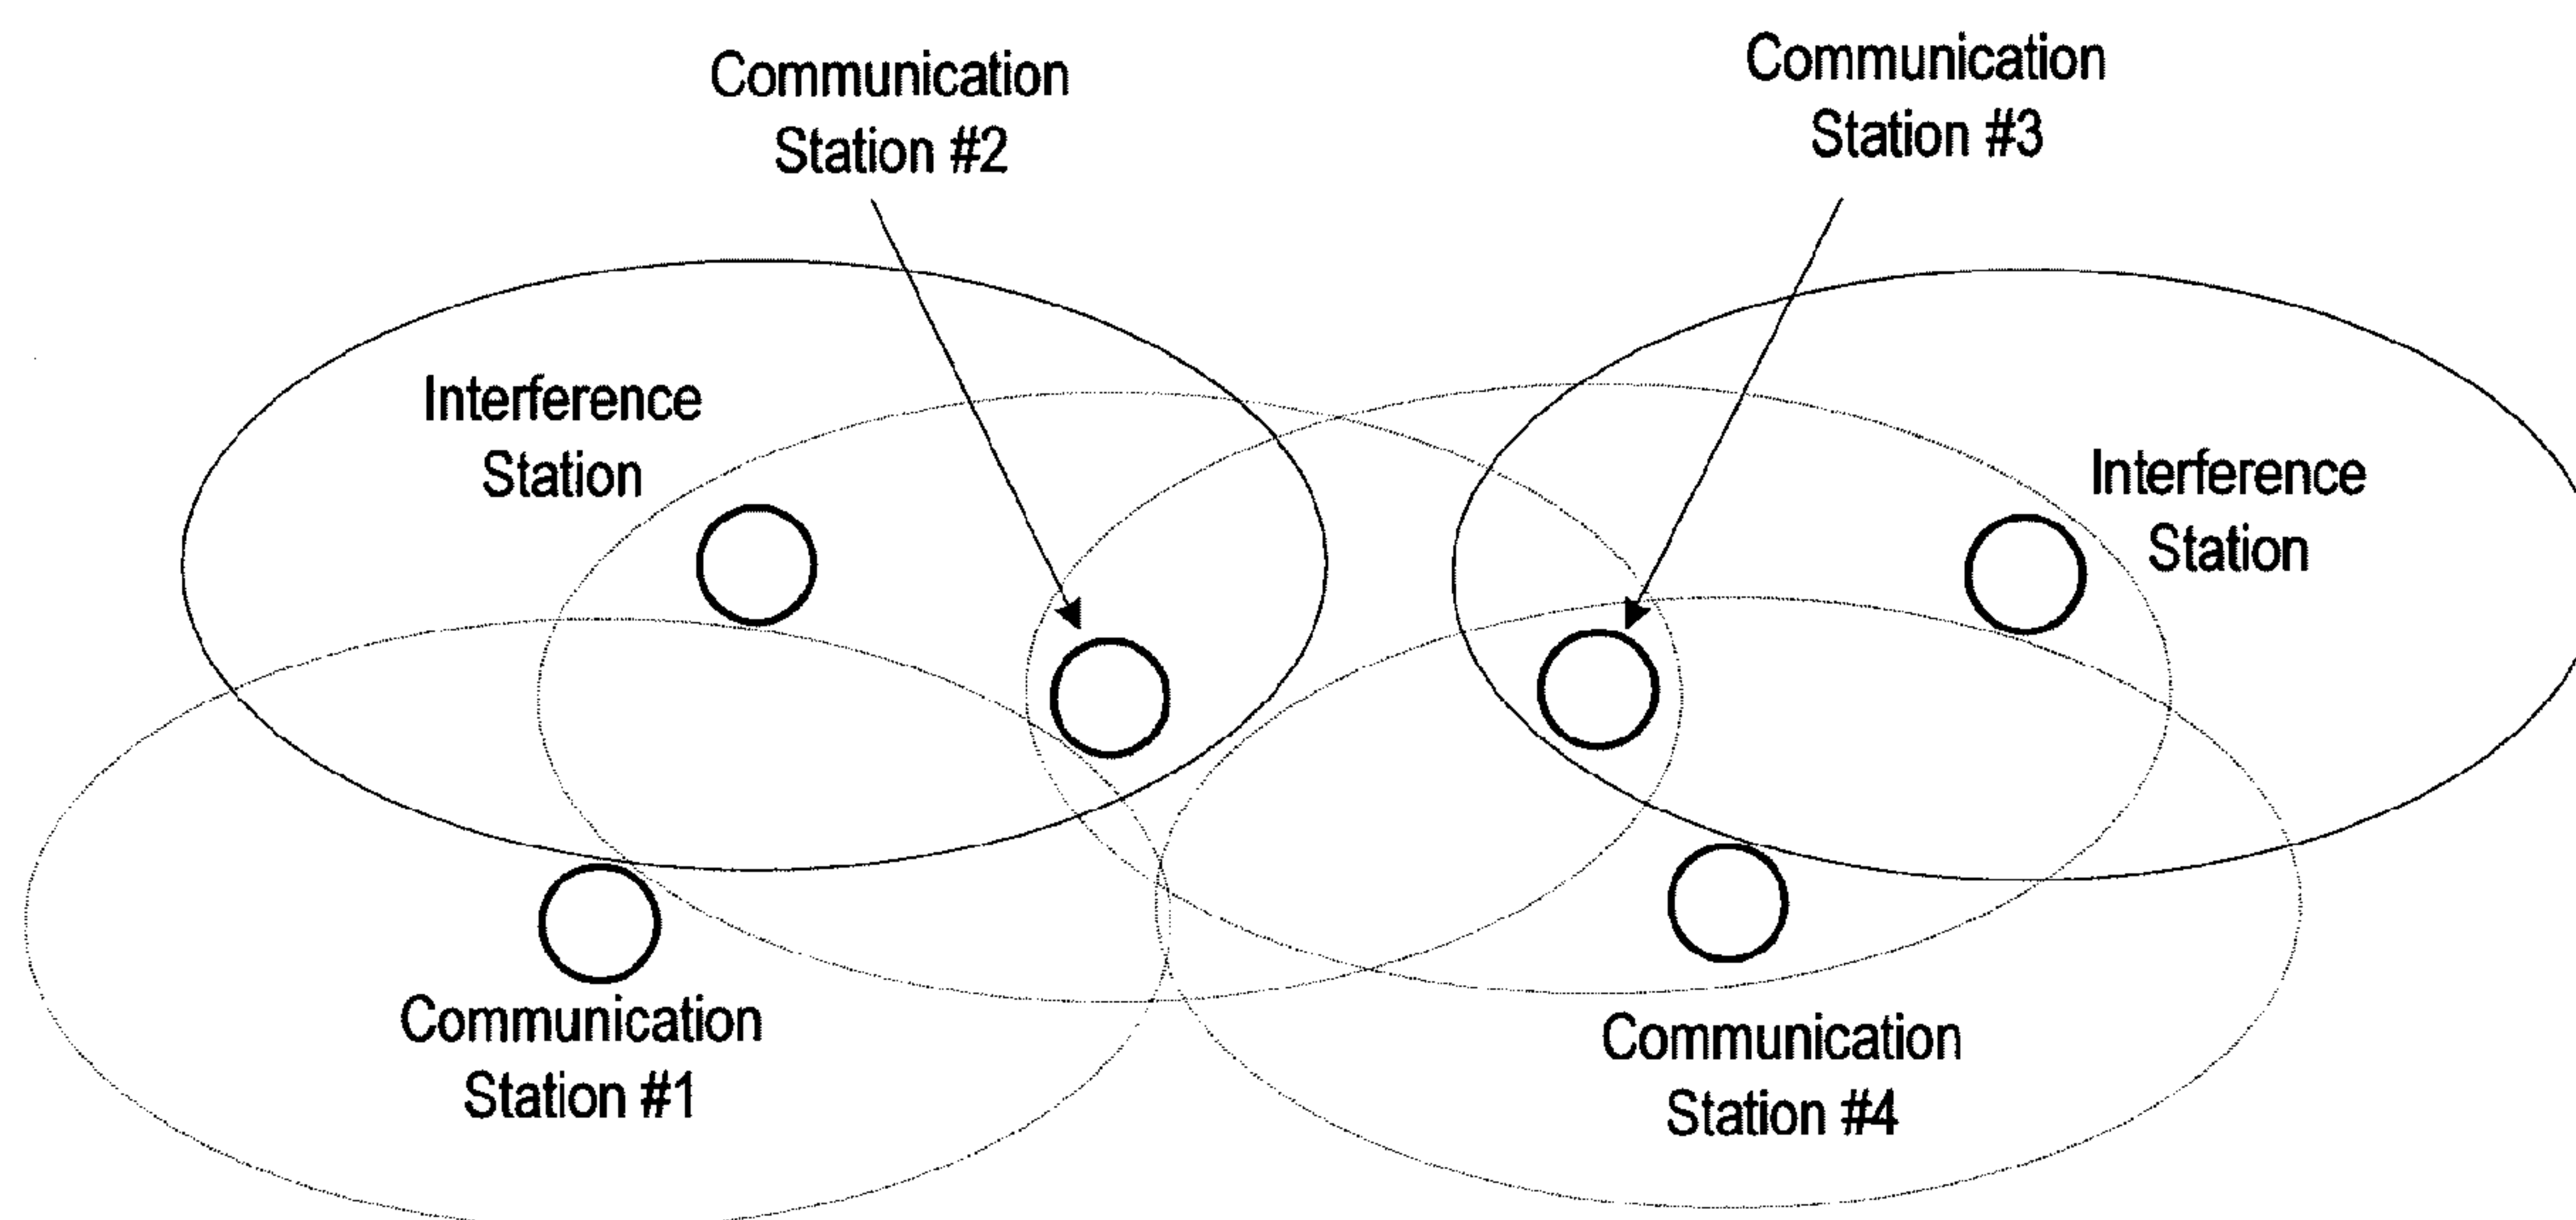 Communication
Station #2
Communication
Station #3
Interference
Station
Interference
Station
Communication
Station #1
Communication
Station #4